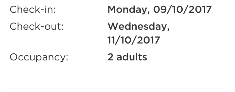 Check-in: Monday, 09/10/2017
Check-out: Wednesday,
11/10/2017
Occupancy: 2 adults